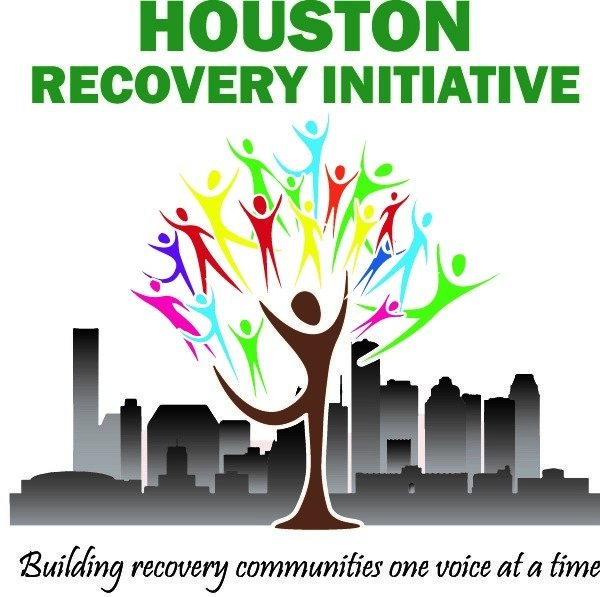 HOUSTON
RECOVERY INITIATIVE
Building recovery communities one voice at a time